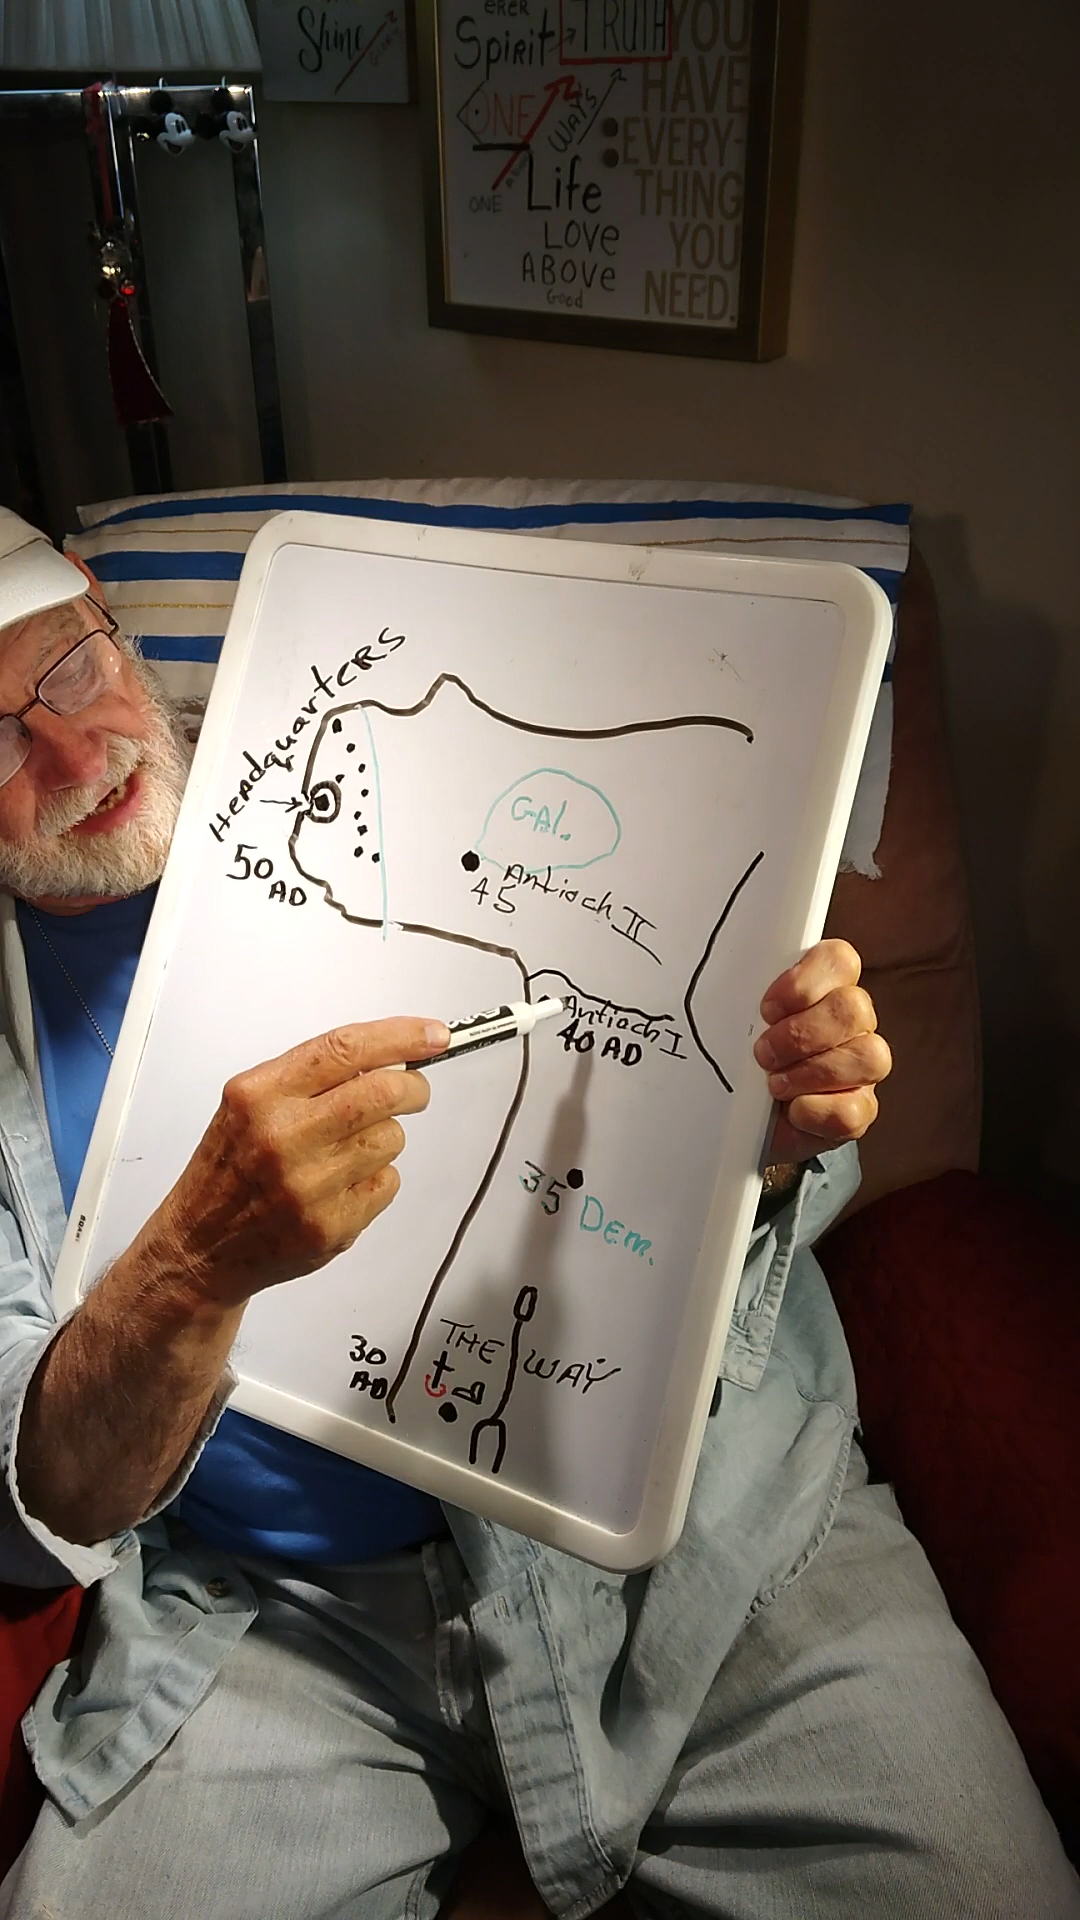 Shine
ERER
Spirit
TRUTH
ONE
WAYS
ONE
Life
LOVE
ABOVE
Good
YOU
HAVE
EVERY-
THING
YOU
NEED.
HEADquARTERS
50
AD
GAL.
45
Antioch II
Antioch I
40 AD
35
DEM.
30
AD
THE WAY